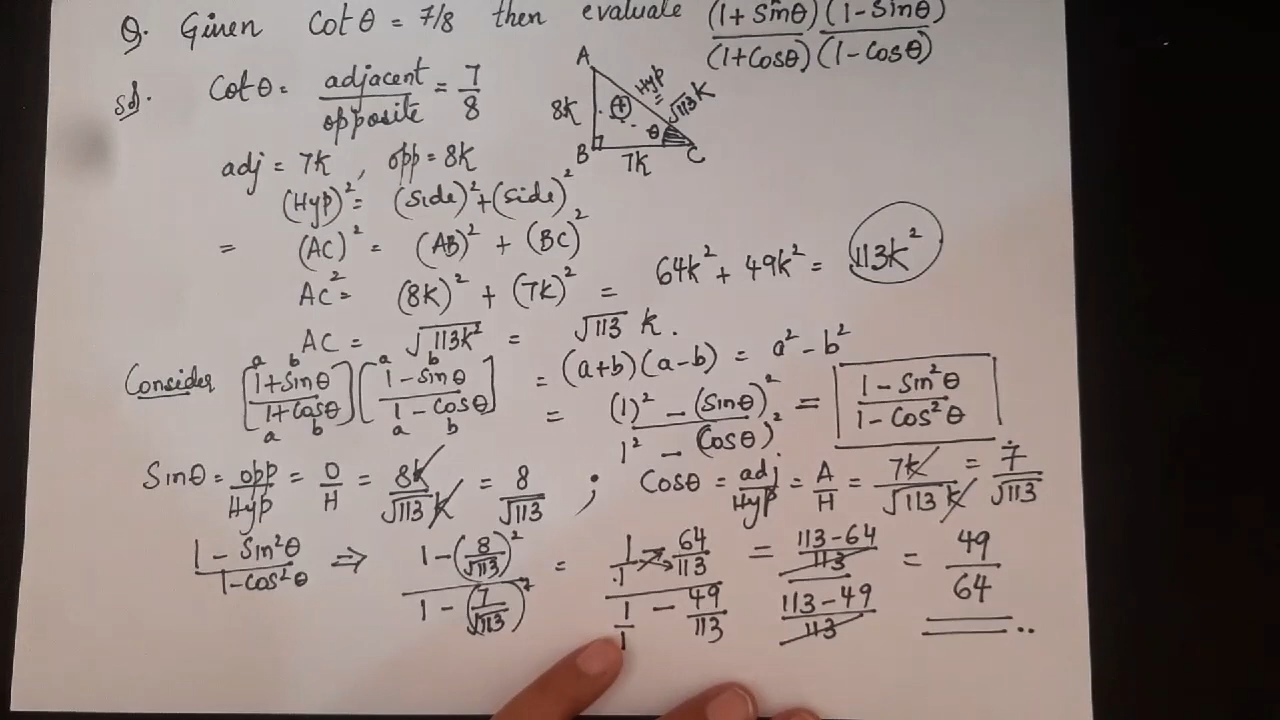 Q. Given Cotθ = 7/8 then evaluate (1+Sinθ)(1-Sinθ) / (1+Cosθ)(1-Cosθ)
Sol. Cotθ = adjacent/opposite = 7/8
A
8k
Hyp = √113 k
θ
B 7k C
adj = 7k, opp = 8k
(Hyp)² = (Side)² + (Side)²
= (AC)² = (AB)² + (BC)²
AC² = (8k)² + (7k)² = 64k² + 49k² = 113k²
AC = √113k² = √113 k.
Consider [1+Sinθ / 1+Cosθ] [1-Sinθ / 1-Cosθ] = (a+b)(a-b) = a² - b²
a b a b
a b a b
= (1)² - (Sinθ)² / 1² - (Cosθ)² = 1 - Sin²θ / 1 - Cos²θ
Sinθ = opp/Hyp = O/H = 8k/√113 k = 8/√113 ; Cosθ = adj/Hyp = A/H = 7k/√113 k = 7/√113
1 - Sin²θ / 1-Cos²θ ⇒ 1-(8/√113)² / 1-(7/√113)² = 1/1 - 64/113 / 1/1 - 49/113 = 113-64/113 / 113-49/113 = 49/64